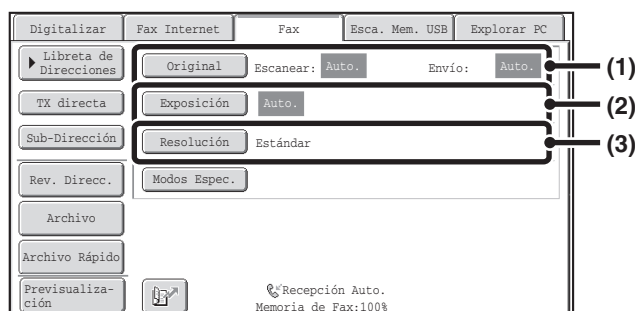 Digitalizar Fax Internet Fax Esca. Mem. USB Explorar PC
Libreta de
Direcciones
Original Escanear: Auto. Envío: Auto. (1)
TX directa Exposición Auto. (2)
Sub-Dirección Resolución Estándar (3)
Rev. Direcc. Modos Espec.
Archivo
Archivo Rápido
Previsualiza-
ción
Recepción Auto.
Memoria de Fax:100%